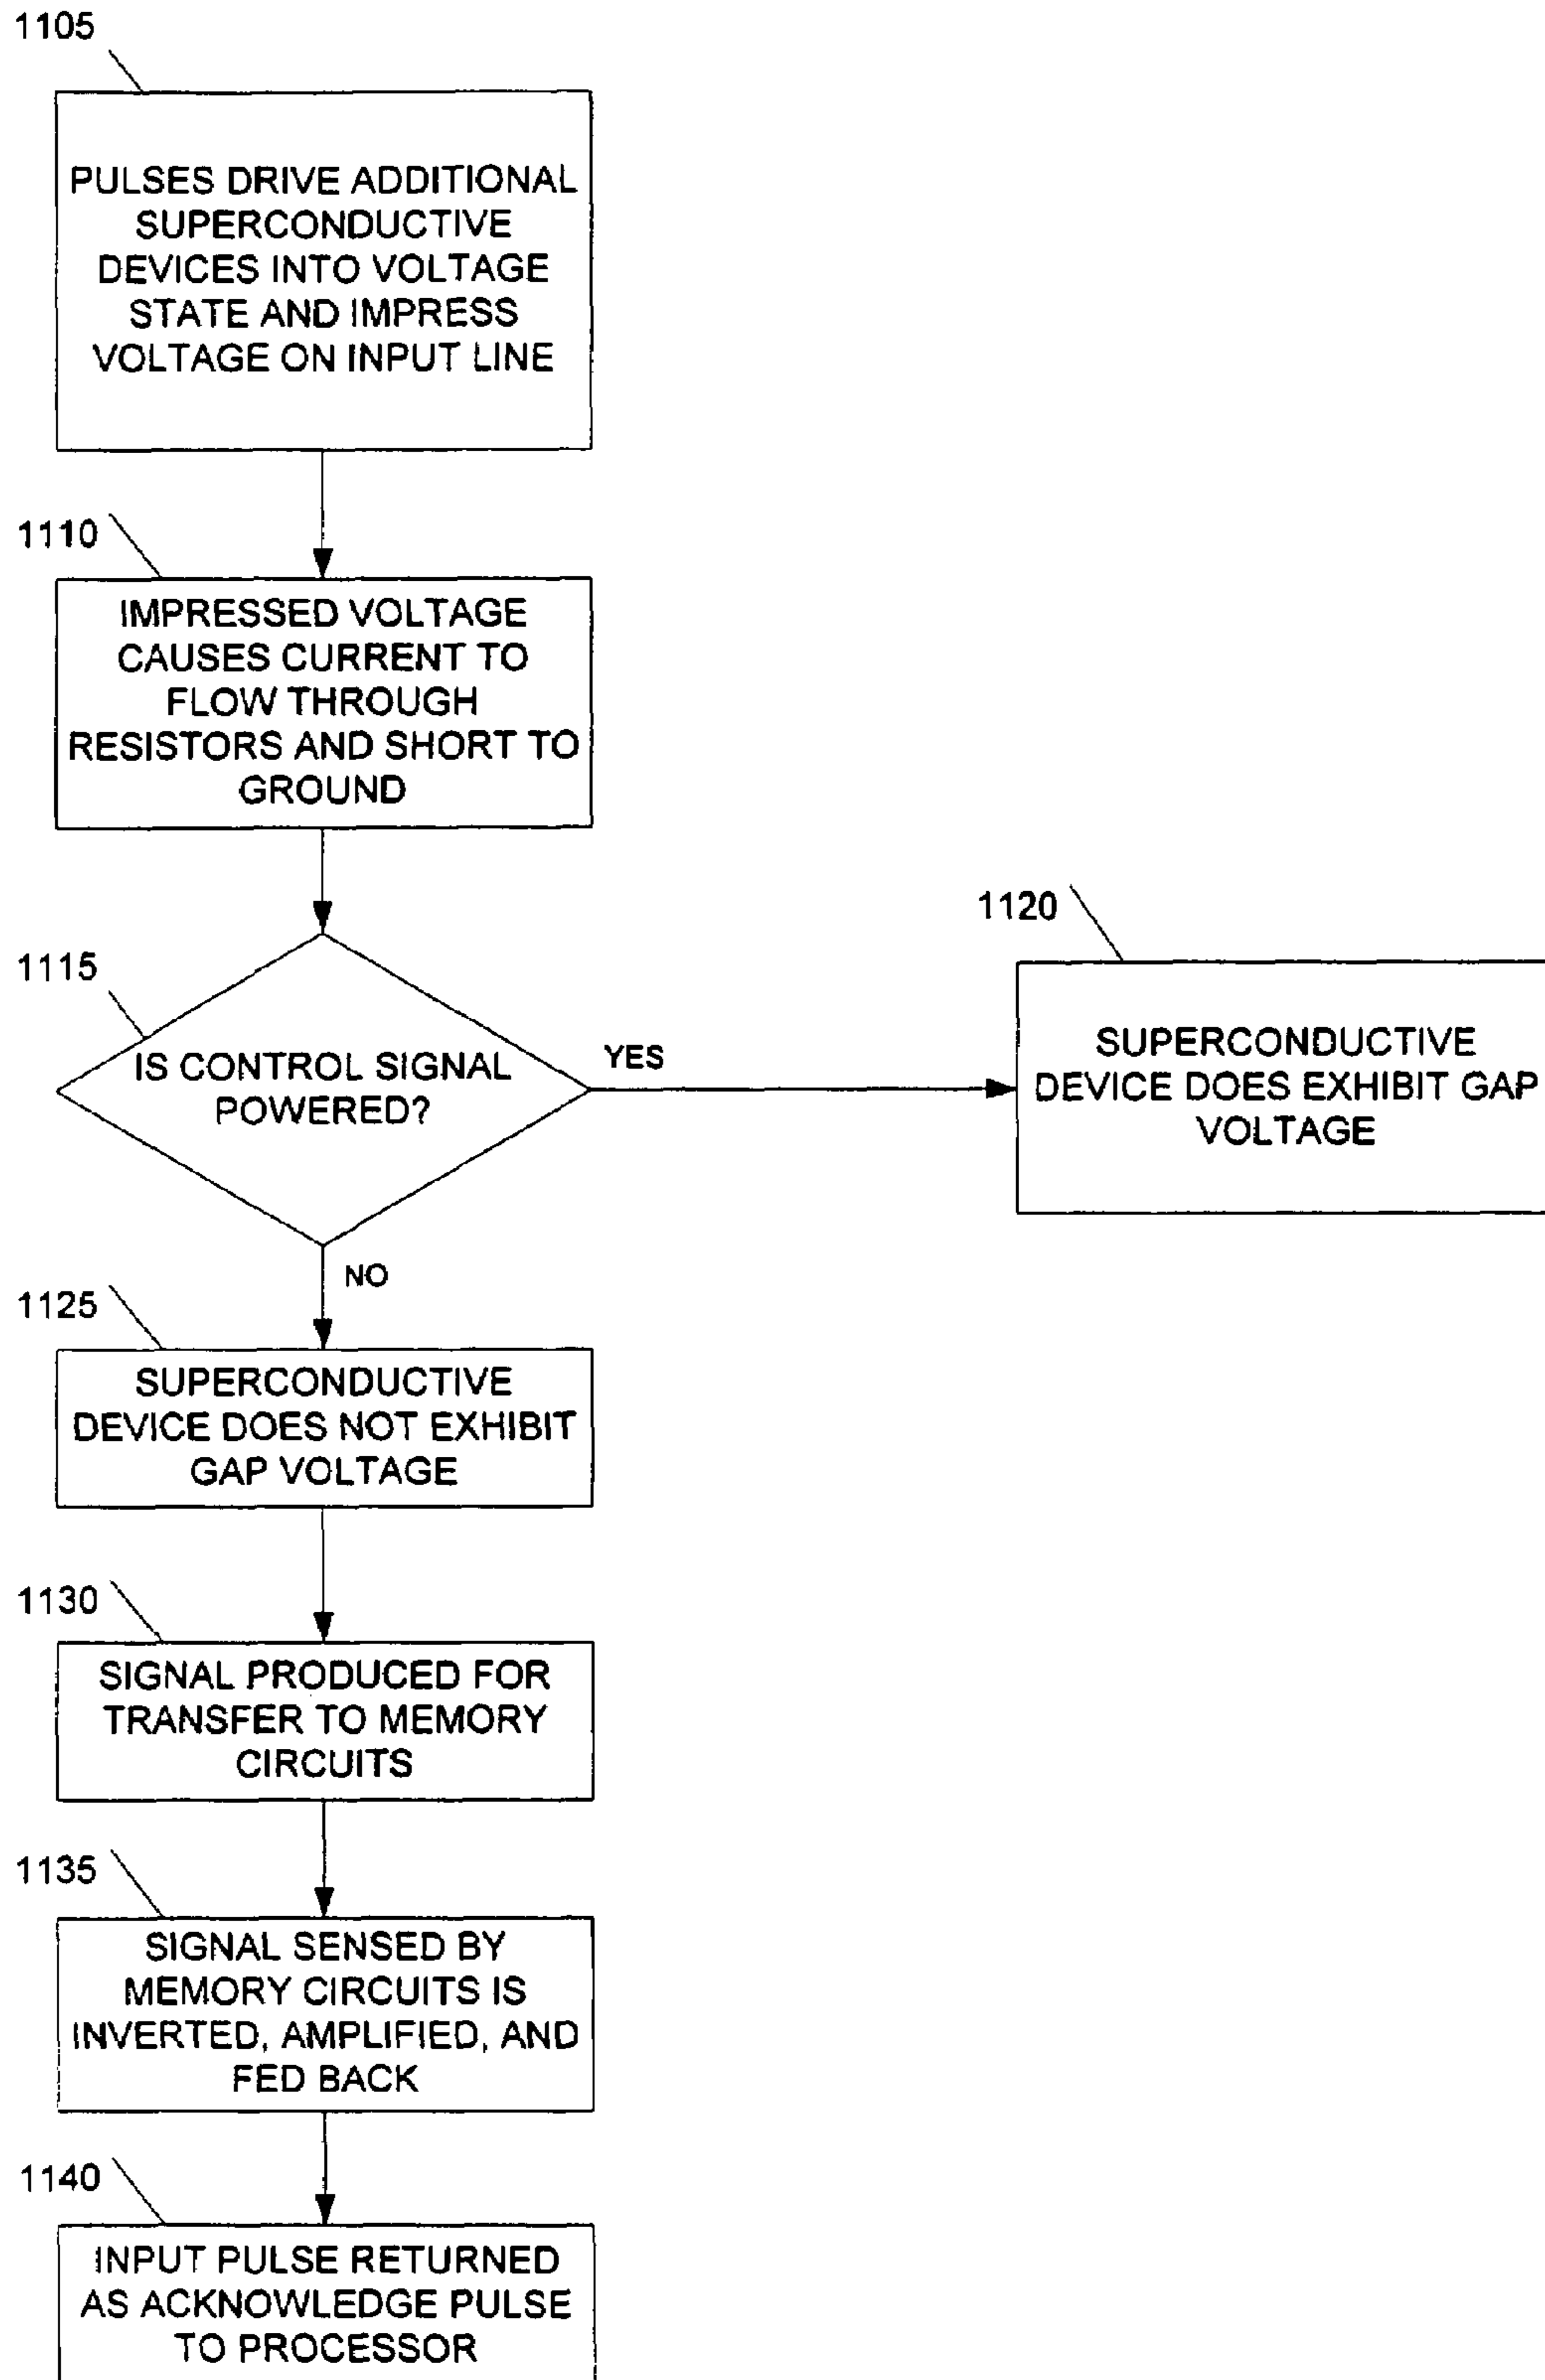 1105
PULSES DRIVE ADDITIONAL
SUPERCONDUCTIVE
DEVICES INTO VOLTAGE
STATE AND IMPRESS
VOLTAGE ON INPUT LINE
1110
IMPRESSED VOLTAGE
CAUSES CURRENT TO
FLOW THROUGH
RESISTORS AND SHORT TO
GROUND
1115
IS CONTROL SIGNAL
POWERED?
YES
1120
SUPERCONDUCTIVE
DEVICE DOES EXHIBIT GAP
VOLTAGE
NO
1125
SUPERCONDUCTIVE
DEVICE DOES NOT EXHIBIT
GAP VOLTAGE
1130
SIGNAL PRODUCED FOR
TRANSFER TO MEMORY
CIRCUITS
1135
SIGNAL SENSED BY
MEMORY CIRCUITS IS
INVERTED, AMPLIFIED, AND
FED BACK
1140
INPUT PULSE RETURNED
AS ACKNOWLEDGE PULSE
TO PROCESSOR